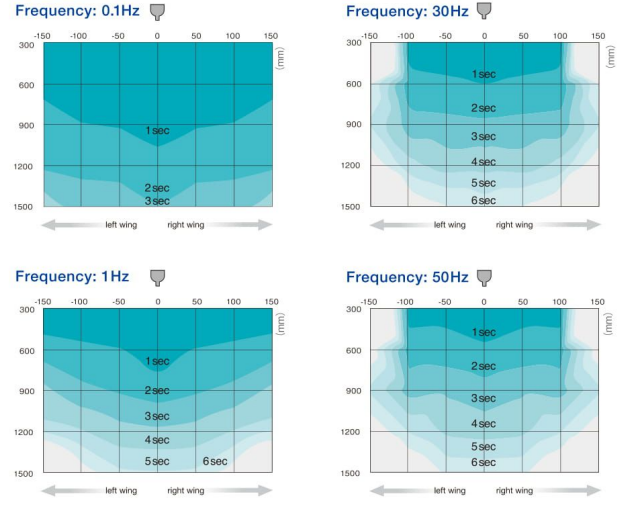 Frequency: 0.1Hz
-150 -100 -50 0 50 100 150
(mm)
300
600
900
1200
1500
1 sec
2 sec
3 sec
left wing right wing
Frequency: 30Hz
-150 -100 -50 0 50 100 150
(mm)
300
600
900
1200
1500
1 sec
2 sec
3 sec
4 sec
5 sec
6 sec
left wing right wing
Frequency: 1Hz
-150 -100 -50 0 50 100 150
(mm)
300
600
900
1200
1500
1 sec
2 sec
3 sec
4 sec
5 sec 6 sec
left wing right wing
Frequency: 50Hz
-150 -100 -50 0 50 100 150
(mm)
300
600
900
1200
1500
1 sec
2 sec
3 sec
4 sec
5 sec
6 sec
left wing right wing